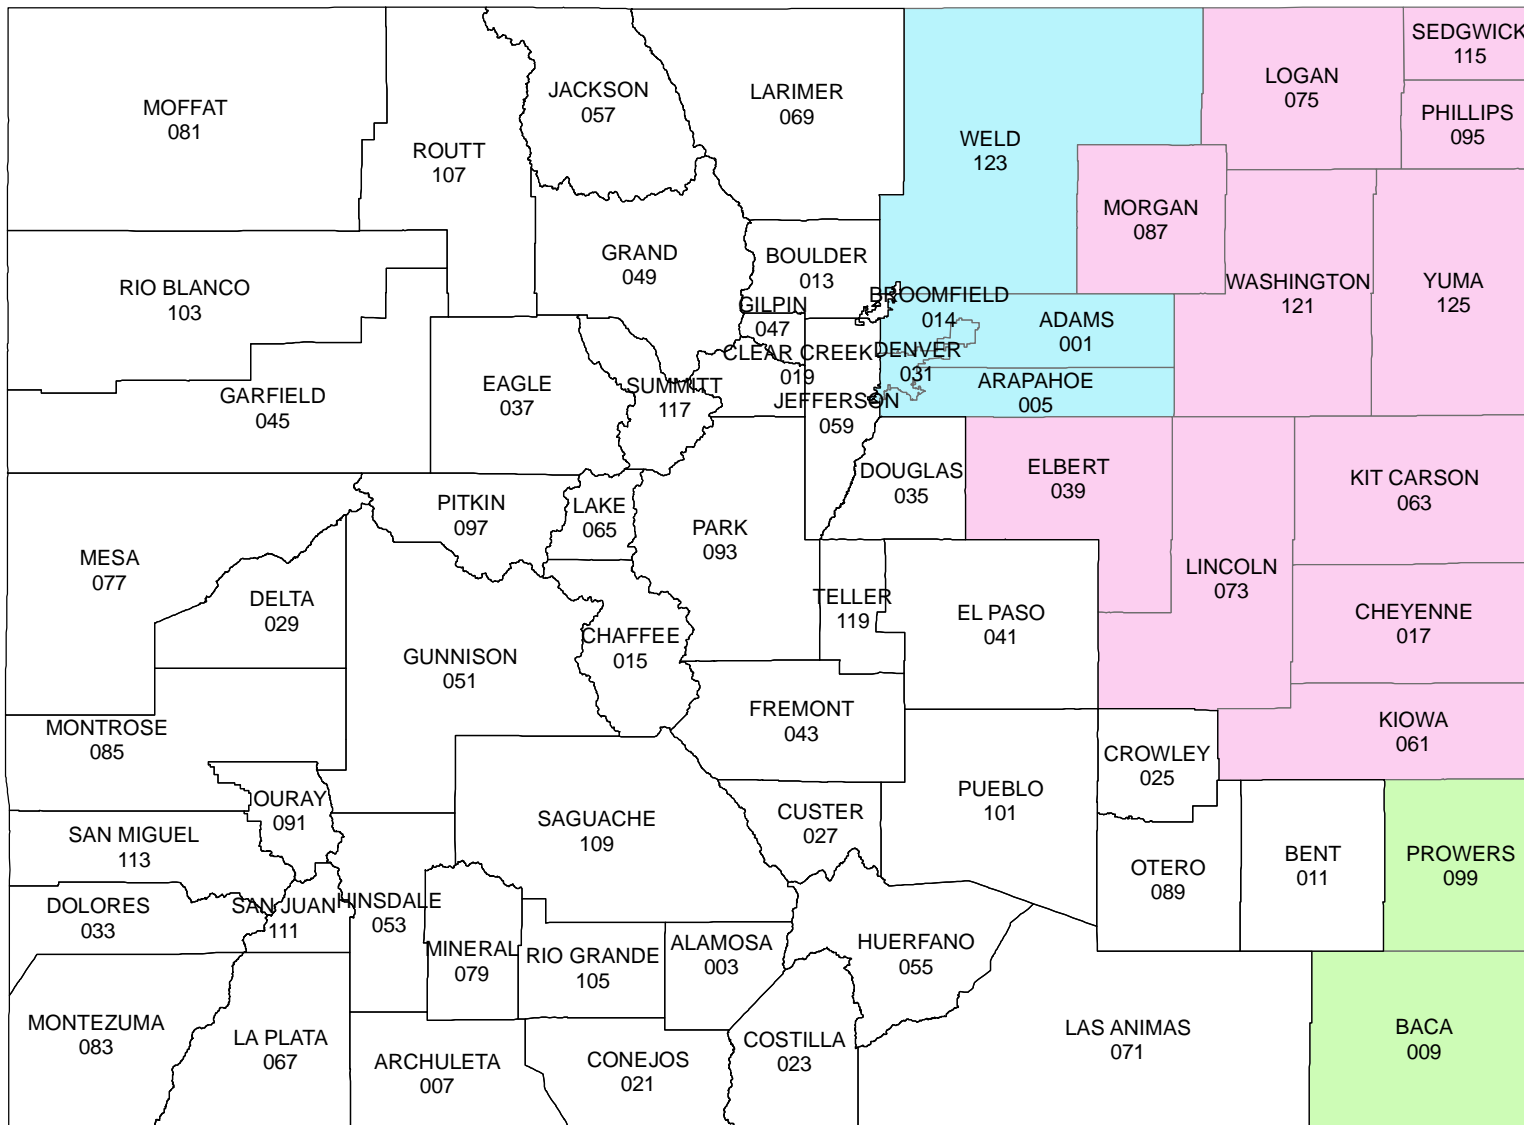 SEDGWICK
115
LOGAN
075
JACKSON
057
LARIMER
069
MOFFAT
081
PHILLIPS
095
WELD
123
ROUTT
107
MORGAN
087
GRAND
049
BOULDER
013
RIO BLANCO
103
WASHINGTON
121
YUMA
125
BROOMFIELD
014
GILPIN
047
ADAMS
001
CLEAR CREEK
019
DENVER
031
ARAPAHOE
005
EAGLE
037
SUMMITT
117
GARFIELD
045
JEFFERSON
059
DOUGLAS
035
ELBERT
039
KIT CARSON
063
PITKIN
097
LAKE
065
PARK
093
MESA
077
LINCOLN
073
DELTA
029
TELLER
119
EL PASO
041
CHEYENNE
017
CHAFFEE
015
GUNNISON
051
FREMONT
043
KIOWA
061
MONTROSE
085
CROWLEY
025
PUEBLO
101
OURAY
091
CUSTER
027
SAGUACHE
109
SAN MIGUEL
113
OTERO
089
BENT
011
PROWERS
099
DOLORES
033
SAN JUAN
111
HINSDALE
053
MINERAL
079
RIO GRANDE
105
ALAMOSA
003
HUERFANO
055
MONTEZUMA
083
LA PLATA
067
ARCHULETA
007
CONEJOS
021
COSTILLA
023
LAS ANIMAS
071
BACA
009